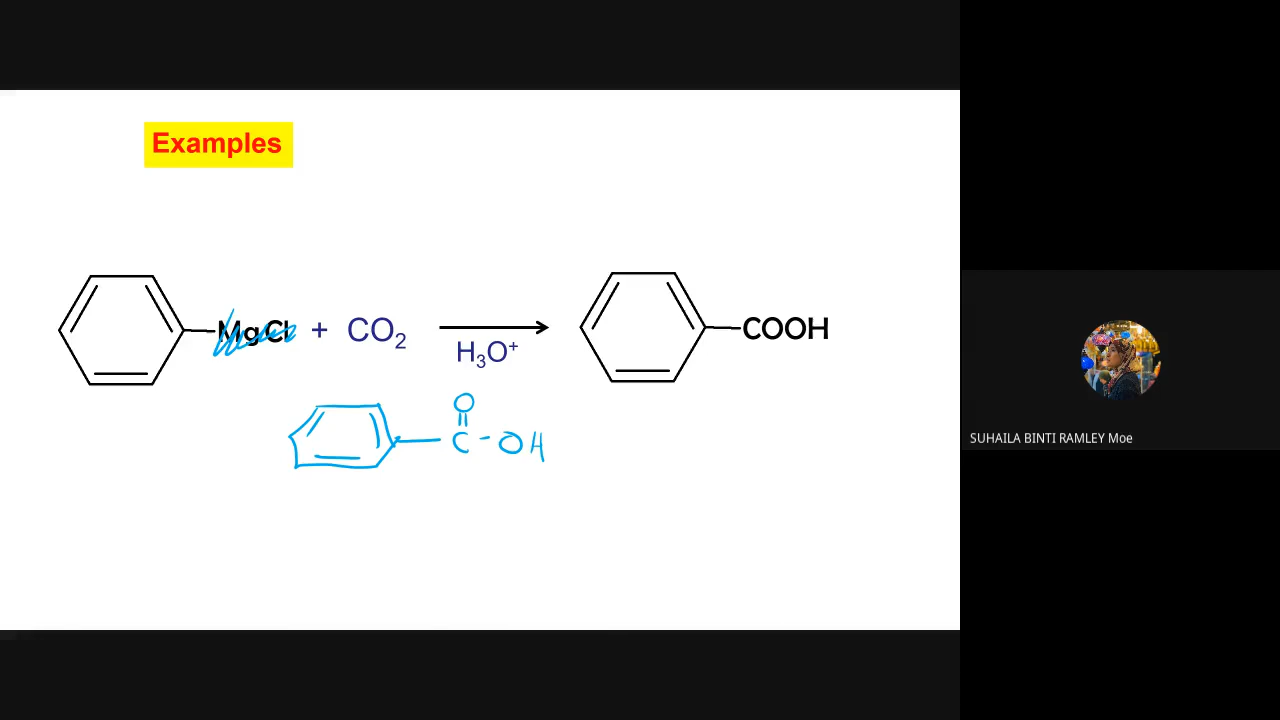 Examples
MgCl + CO₂
H₃O⁺
COOH
O
C - OH
SUHAILA BINTI RAMLEY Moe